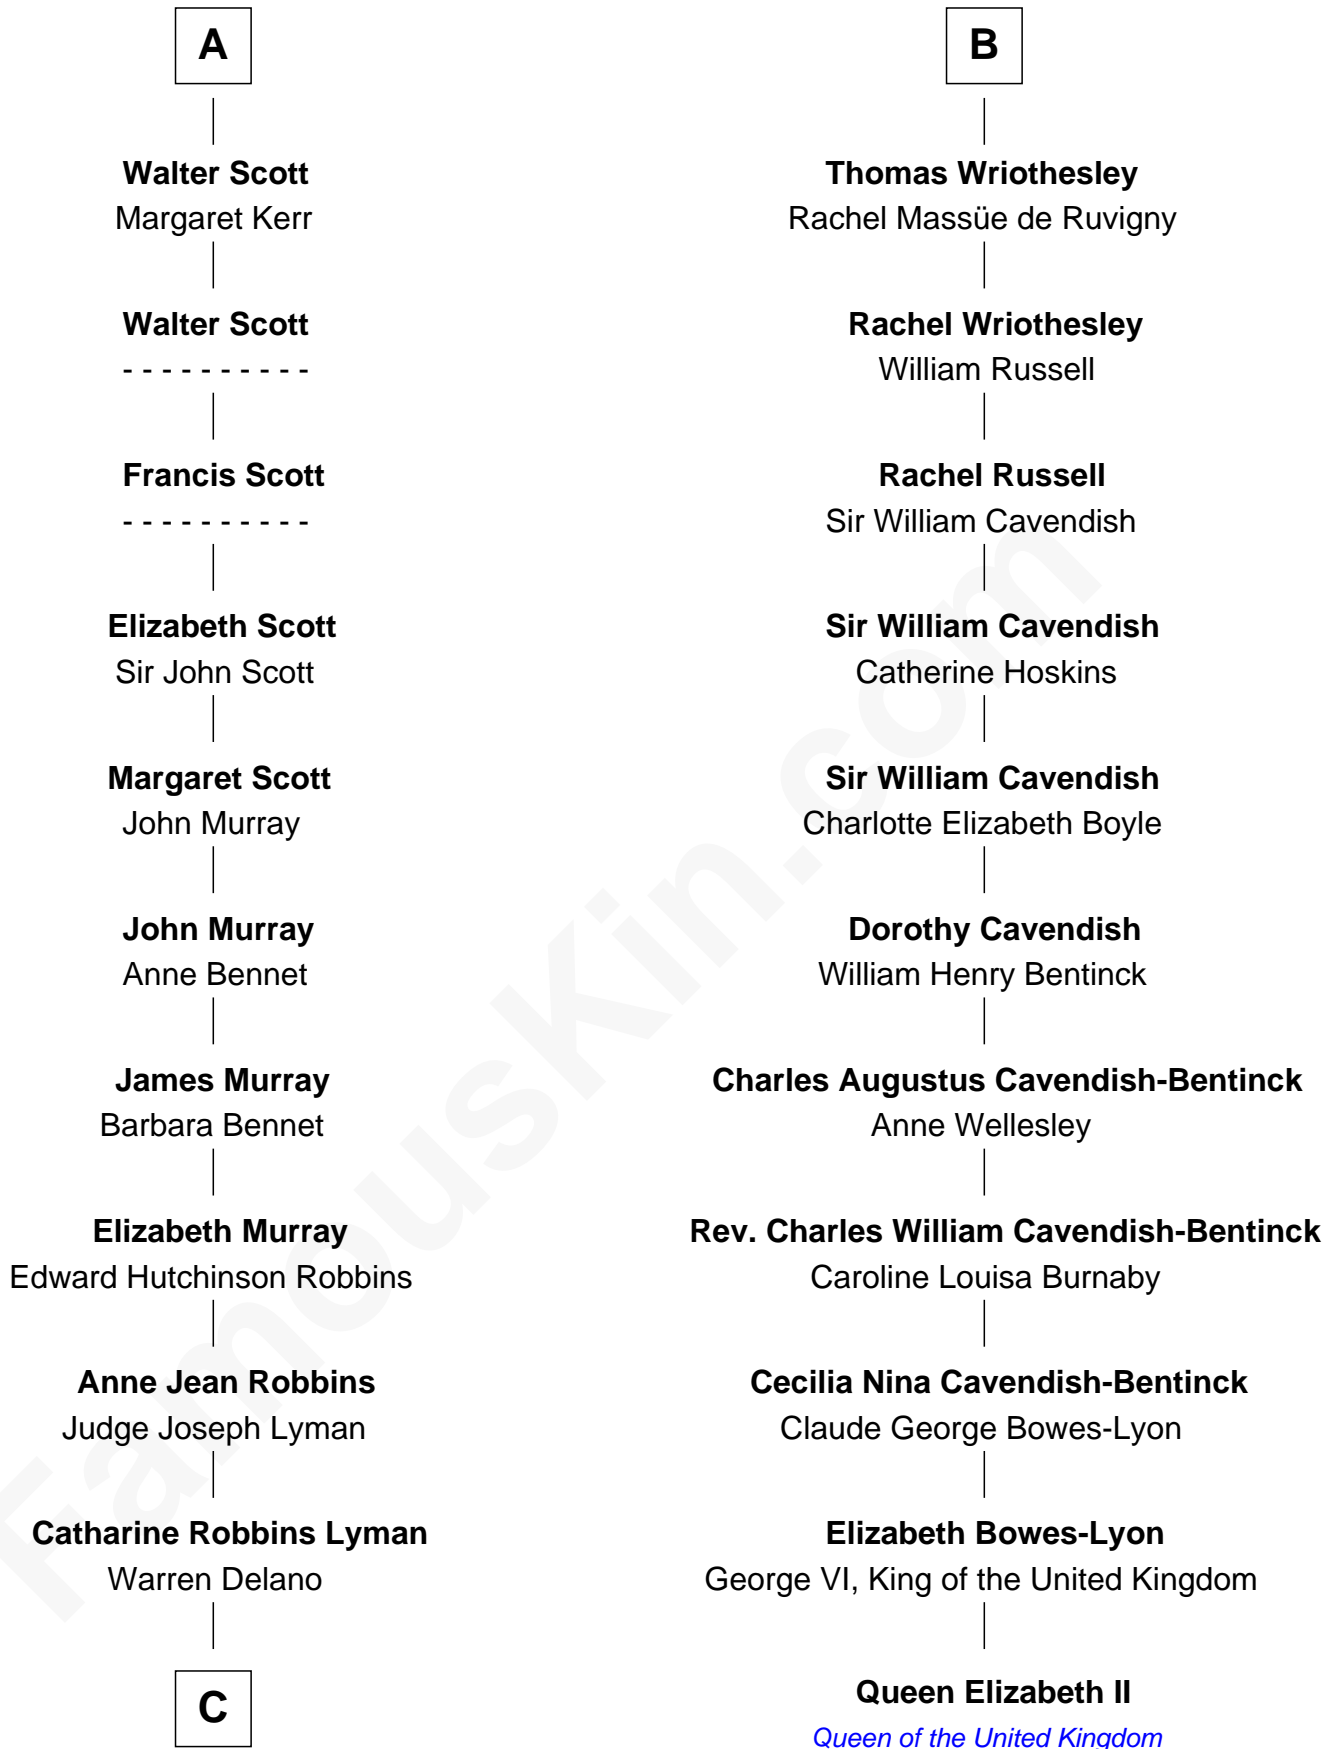 A
Walter Scott
Margaret Kerr
Walter Scott
- - - - - - - - - -
Francis Scott
- - - - - - - - - -
Elizabeth Scott
Sir John Scott
Margaret Scott
John Murray
John Murray
Anne Bennet
James Murray
Barbara Bennet
Elizabeth Murray
Edward Hutchinson Robbins
Anne Jean Robbins
Judge Joseph Lyman
Catharine Robbins Lyman
Warren Delano
C
B
Thomas Wriothesley
Rachel Massüe de Ruvigny
Rachel Wriothesley
William Russell
Rachel Russell
Sir William Cavendish
Sir William Cavendish
Catherine Hoskins
Sir William Cavendish
Charlotte Elizabeth Boyle
Dorothy Cavendish
William Henry Bentinck
Charles Augustus Cavendish-Bentinck
Anne Wellesley
Rev. Charles William Cavendish-Bentinck
Caroline Louisa Burnaby
Cecilia Nina Cavendish-Bentinck
Claude George Bowes-Lyon
Elizabeth Bowes-Lyon
George VI, King of the United Kingdom
Queen Elizabeth II
Queen of the United Kingdom
FamousKin.com